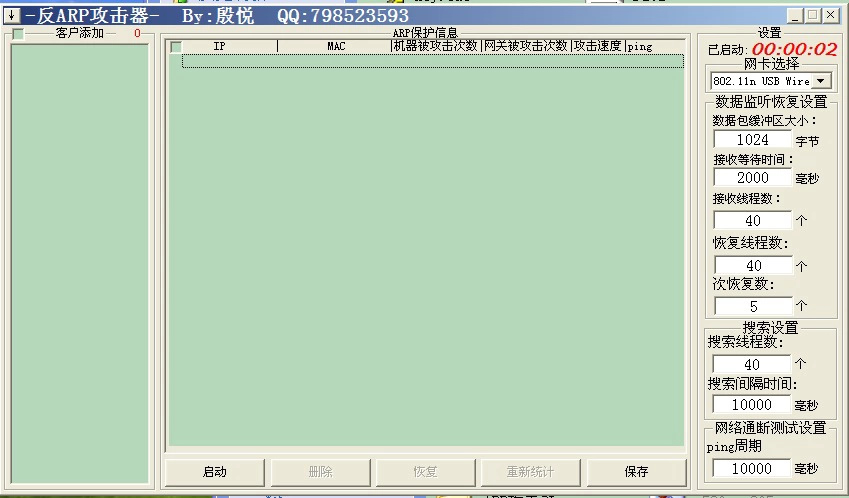 -反ARP攻击器- By:殷悦 QQ:798523593
客户添加 0
ARP保护信息
IP MAC 机器被攻击次数 网关被攻击次数 攻击速度 ping
设置
已启动: 00:00:02
网卡选择
802.11n USB Wire
数据监听恢复设置
数据包缓冲区大小:
1024 字节
接收等待时间:
2000 毫秒
接收线程数:
40 个
恢复线程数:
40 个
次恢复数:
5 个
搜索设置
搜索线程数:
40 个
搜索间隔时间:
10000 毫秒
网络通断测试设置
ping周期
10000 毫秒
启动 删除 恢复 重新统计 保存